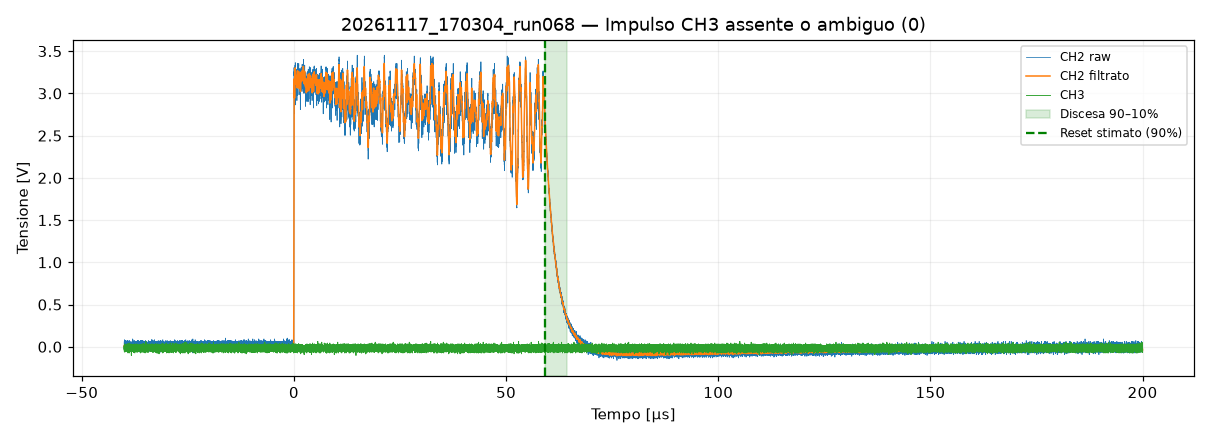 20261117_170304_run068 — Impulso CH3 assente o ambiguo (0)
CH2 raw
CH2 filtrato
CH3
Discesa 90–10%
Reset stimato (90%)
Tensione [V]
3.5
3.0
2.5
2.0
1.5
1.0
0.5
0.0
−50
0
50
100
150
200
Tempo [µs]